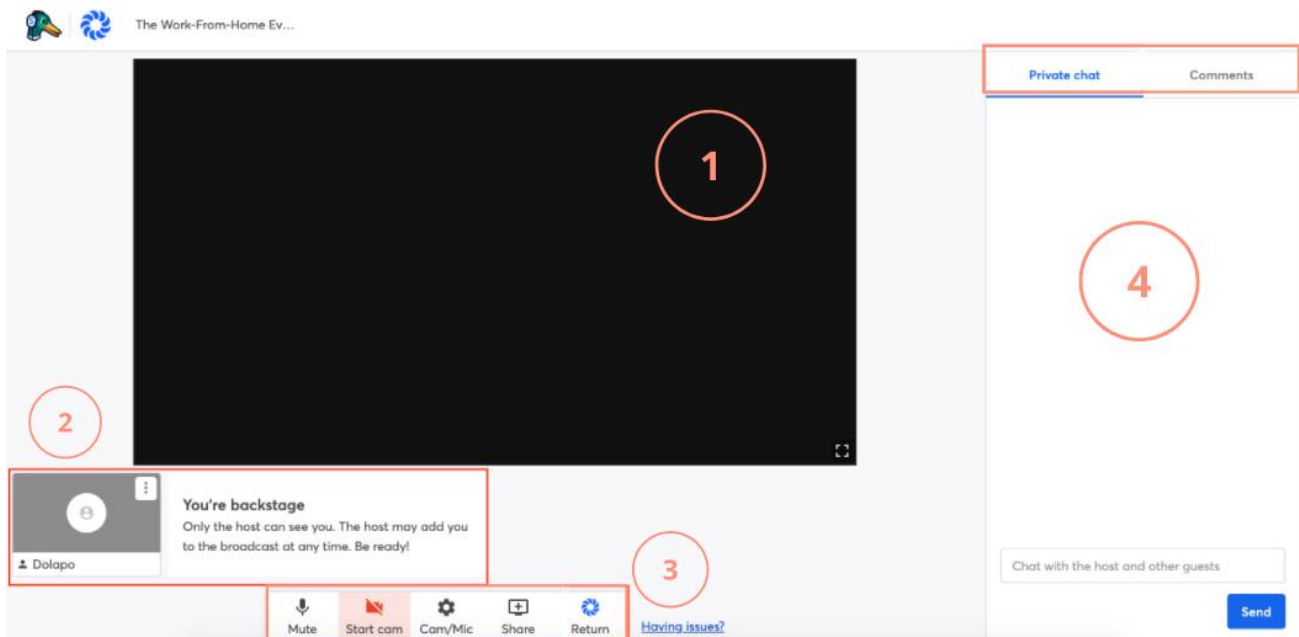 The Work-From-Home Ev...
Private chat
Comments
1
4
2
You're backstage
Only the host can see you. The host may add you
to the broadcast at any time. Be ready!
Dolapo
3
Chat with the host and other guests
Send
Mute
Start cam
Cam/Mic
Share
Return
Having issues?